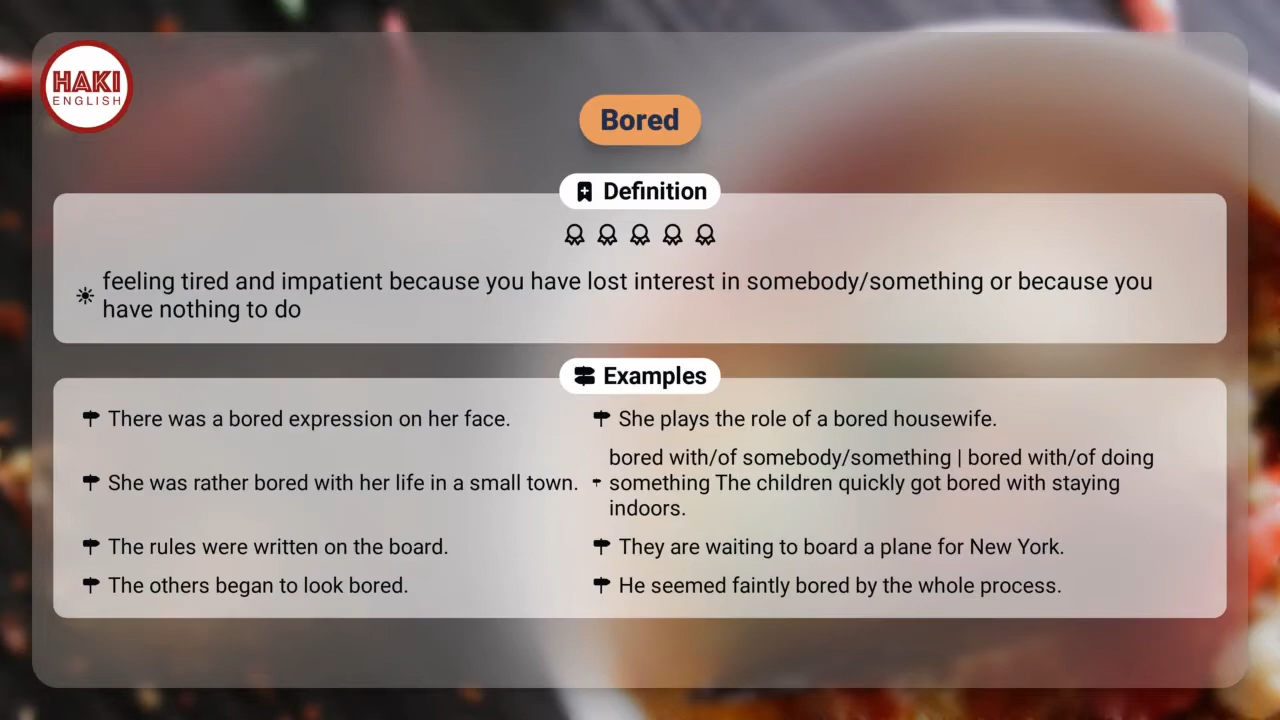 HAKI
ENGLISH
Bored
Definition
feeling tired and impatient because you have lost interest in somebody/something or because you
have nothing to do
Examples
There was a bored expression on her face.
She plays the role of a bored housewife.
She was rather bored with her life in a small town.
bored with/of somebody/something | bored with/of doing
something The children quickly got bored with staying
indoors.
The rules were written on the board.
They are waiting to board a plane for New York.
The others began to look bored.
He seemed faintly bored by the whole process.